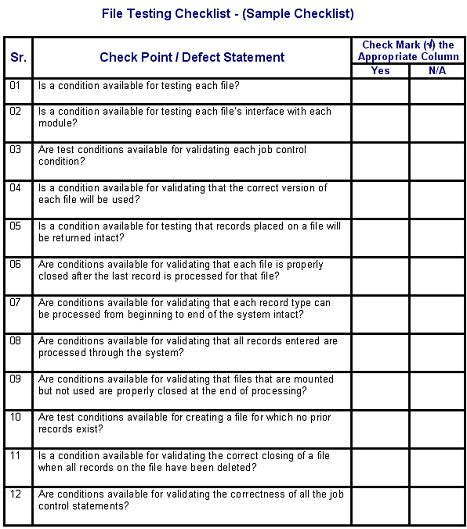 File Testing Checklist - (Sample Checklist)
Sr.
Check Point / Defect Statement
Check Mark (√) the
Appropriate Column
Yes
N/A
01
Is a condition available for testing each file?
02
Is a condition available for testing each file's interface with each
module?
03
Are test conditions available for validating each job control
condition?
04
Is a condition available for validating that the correct version of
each file will be used?
05
Is a condition available for testing that records placed on a file will
be returned intact?
06
Are conditions available for validating that each file is properly
closed after the last record is processed for that file?
07
Are conditions available for validating that each record type can
be processed from beginning to end of the system intact?
08
Are conditions available for validating that all records entered are
processed through the system?
09
Are conditions available for validating that files that are mounted
but not used are properly closed at the end of processing?
10
Are test conditions available for creating a file for which no prior
records exist?
11
Is a condition available for validating the correct closing of a file
when all records on the file have been deleted?
12
Are conditions available for validating the correctness of all the job
control statements?